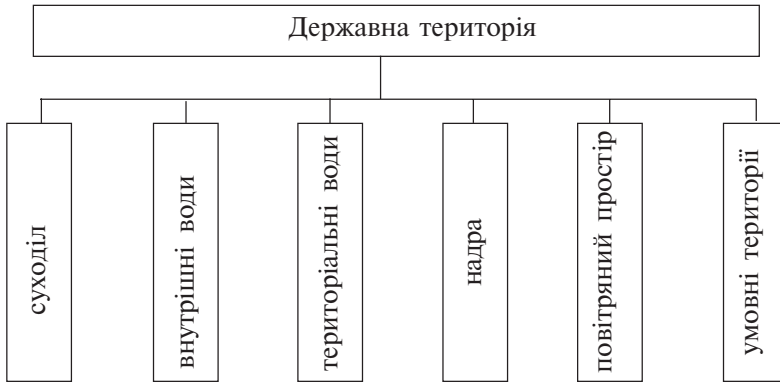 Державна територія
суходіл
внутрішні води
територіальні води
надра
повітряний простір
умовні території